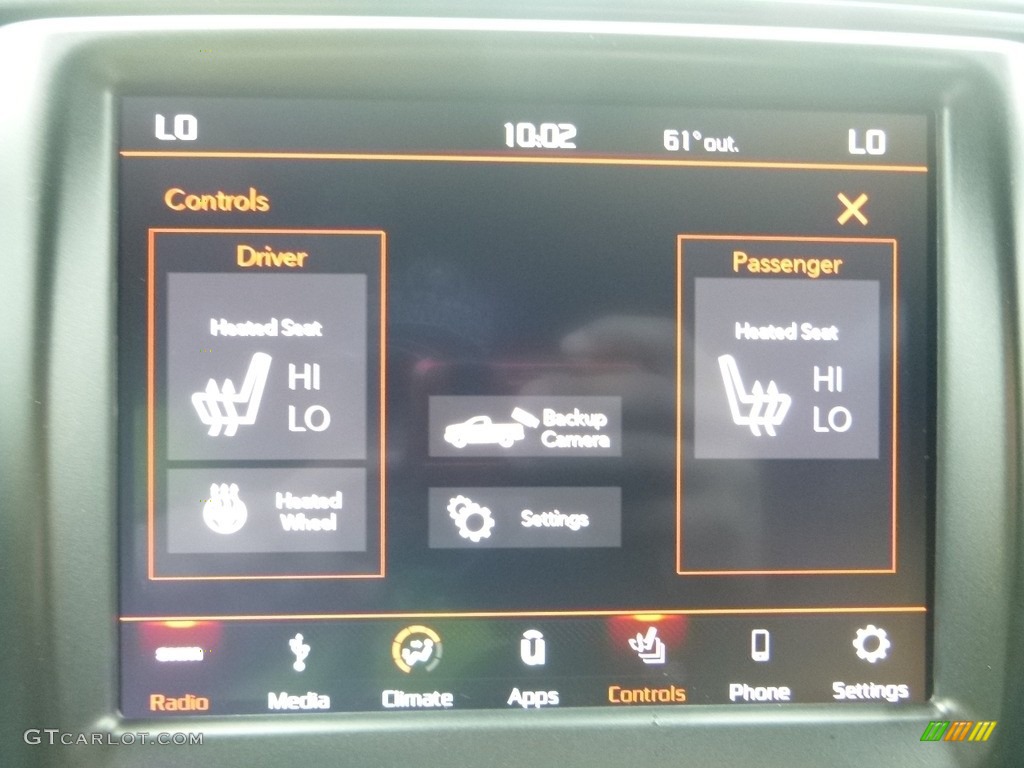 LO 10:02 61°out. LO
Controls
Driver
Passenger
Heated Seat
HI
LO
Heated Seat
HI
LO
Backup
Camera
Heated
Wheel
Settings
Radio Media Climate Apps Controls Phone Settings
GTCARLOT.COM